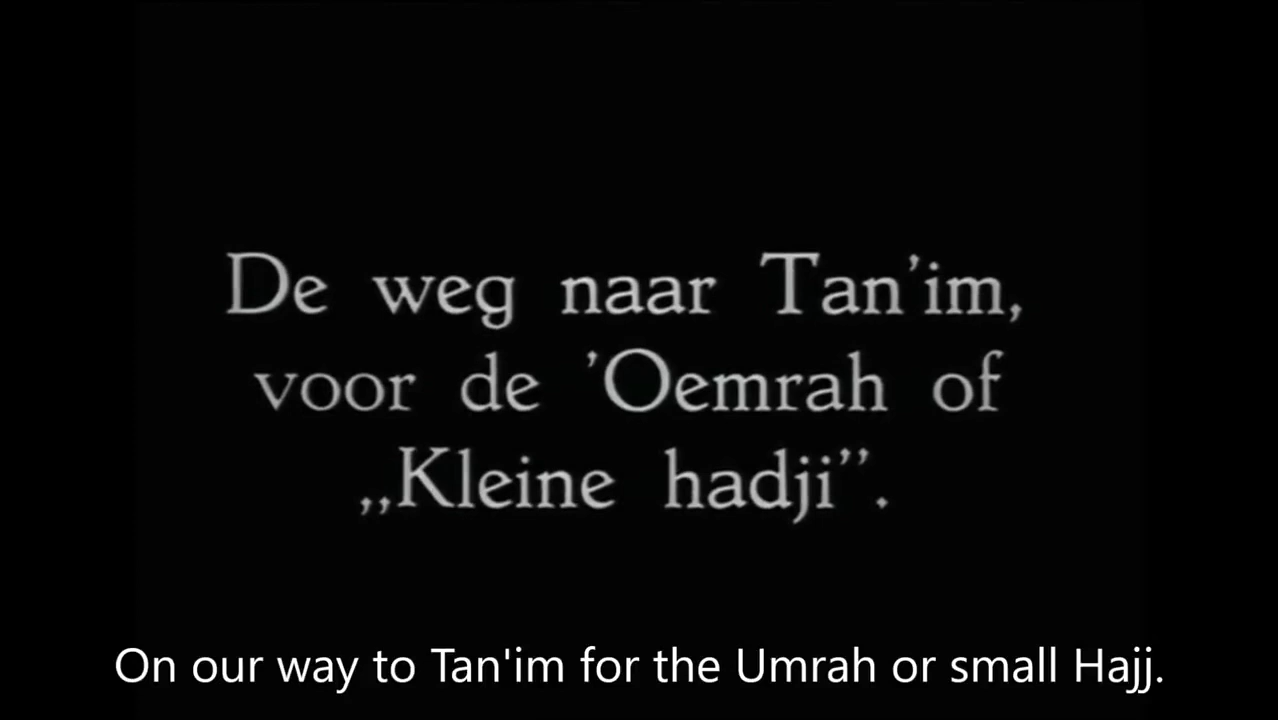 De weg naar Tan’im,
voor de ’Oemrah of
„Kleine hadji”.
On our way to Tan'im for the Umrah or small Hajj.